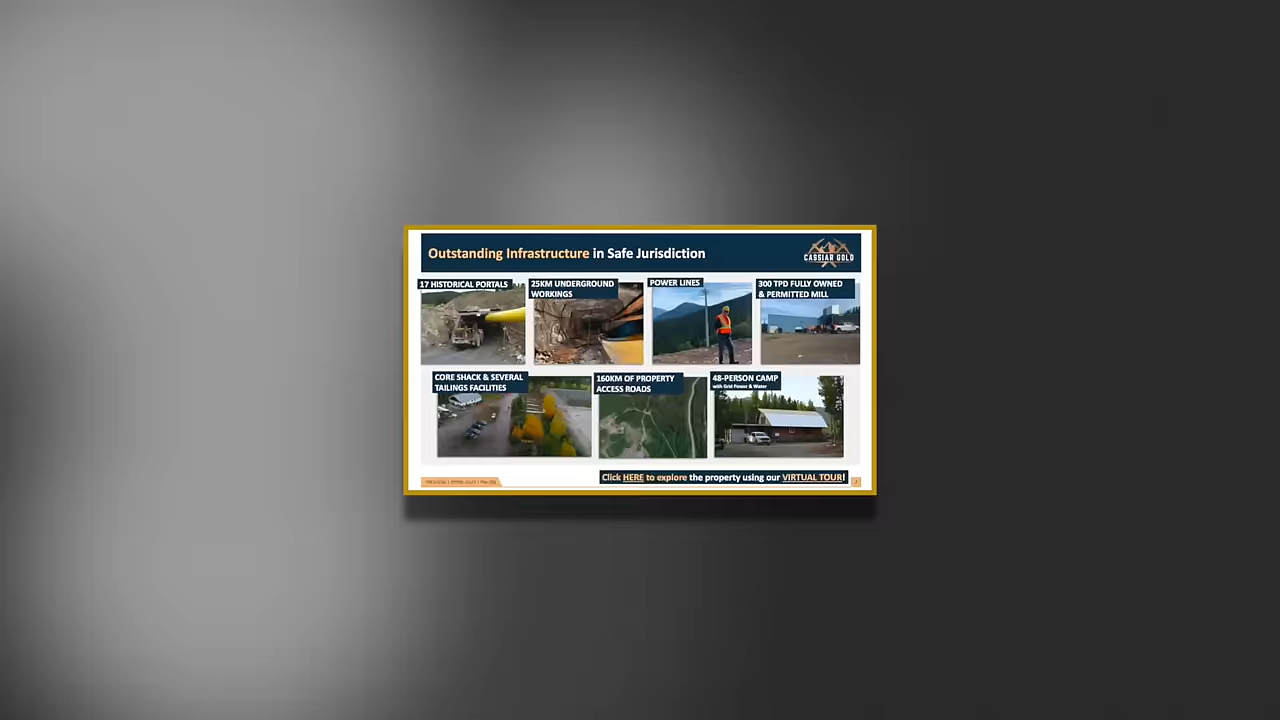 Outstanding Infrastructure in Safe Jurisdiction
CASSIAR GOLD
17 HISTORICAL PORTALS
25KM UNDERGROUND
WORKINGS
POWER LINES
300 TPD FULLY OWNED
& PERMITTED MILL
CORE SHACK & SEVERAL
TAILINGS FACILITIES
160KM OF PROPERTY
ACCESS ROADS
48-PERSON CAMP
with Grid Power & Water
Click HERE to explore the property using our VIRTUAL TOUR!